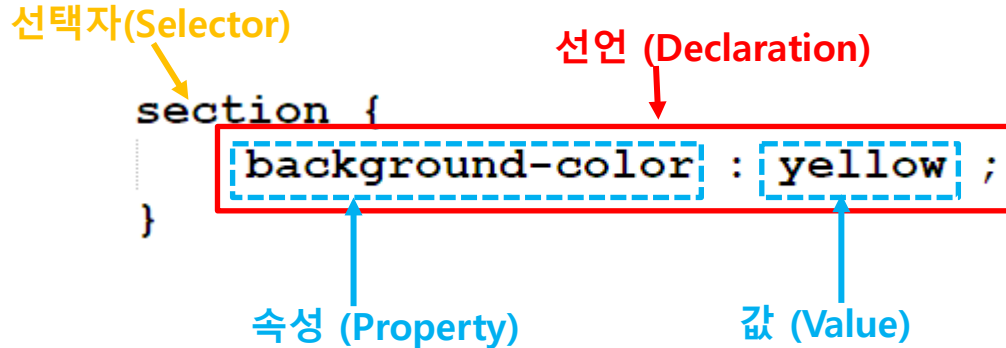 선택자(Selector)
선언 (Declaration)
section {
background-color : yellow ;
}
속성 (Property)
값 (Value)